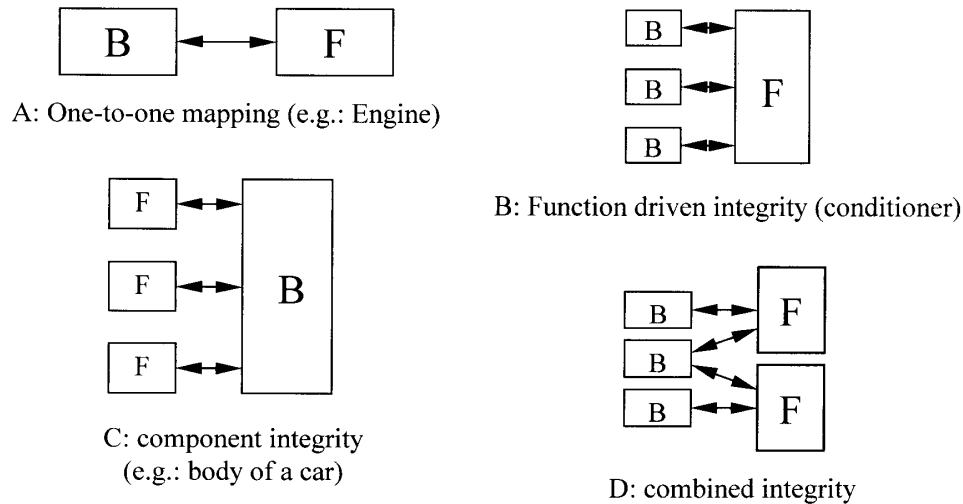 B
F
A: One-to-one mapping (e.g.: Engine)
B
B
B
F
B: Function driven integrity (conditioner)
F
F
F
B
C: component integrity
(e.g.: body of a car)
B
B
B
F
F
D: combined integrity